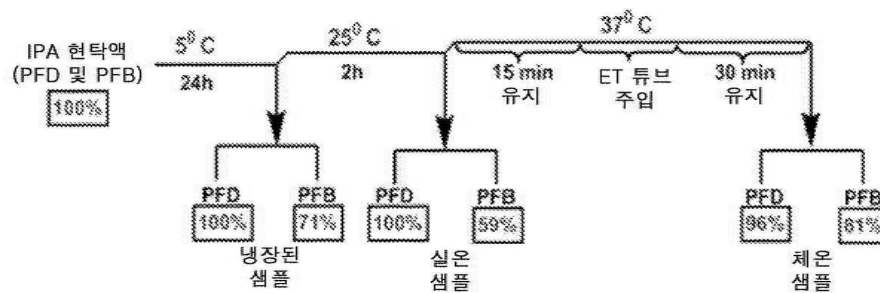 IPA 현탁액
(PFD 및 PFB)
100%
5⁰ C
24h
25⁰ C
2h
37⁰ C
15 min
유지
ET 튜브
주입
30 min
유지
PFD
100%
PFB
71%
냉장된
샘플
PFD
100%
PFB
59%
실온
샘플
PFD
96%
PFB
61%
체온
샘플